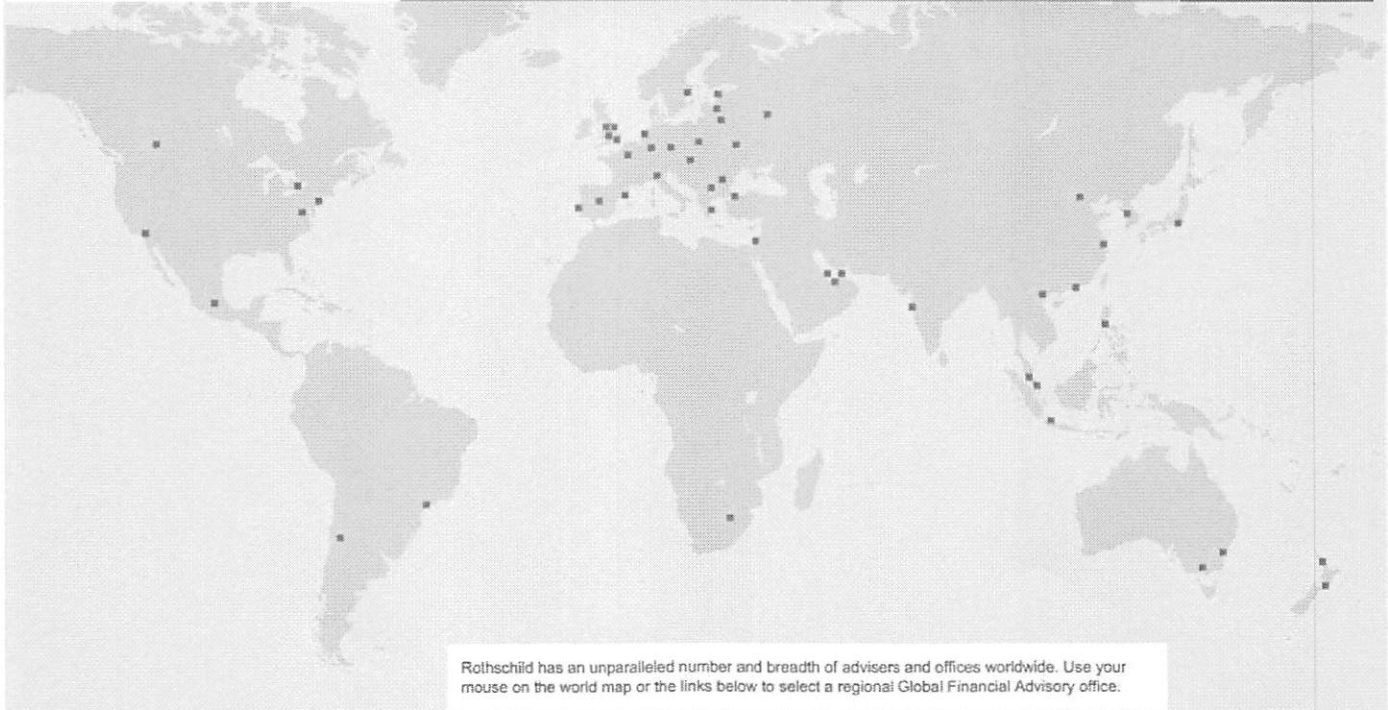 Rothschild has an unparalleled number and breadth of advisers and offices worldwide. Use your
mouse on the world map or the links below to select a regional Global Financial Advisory office.